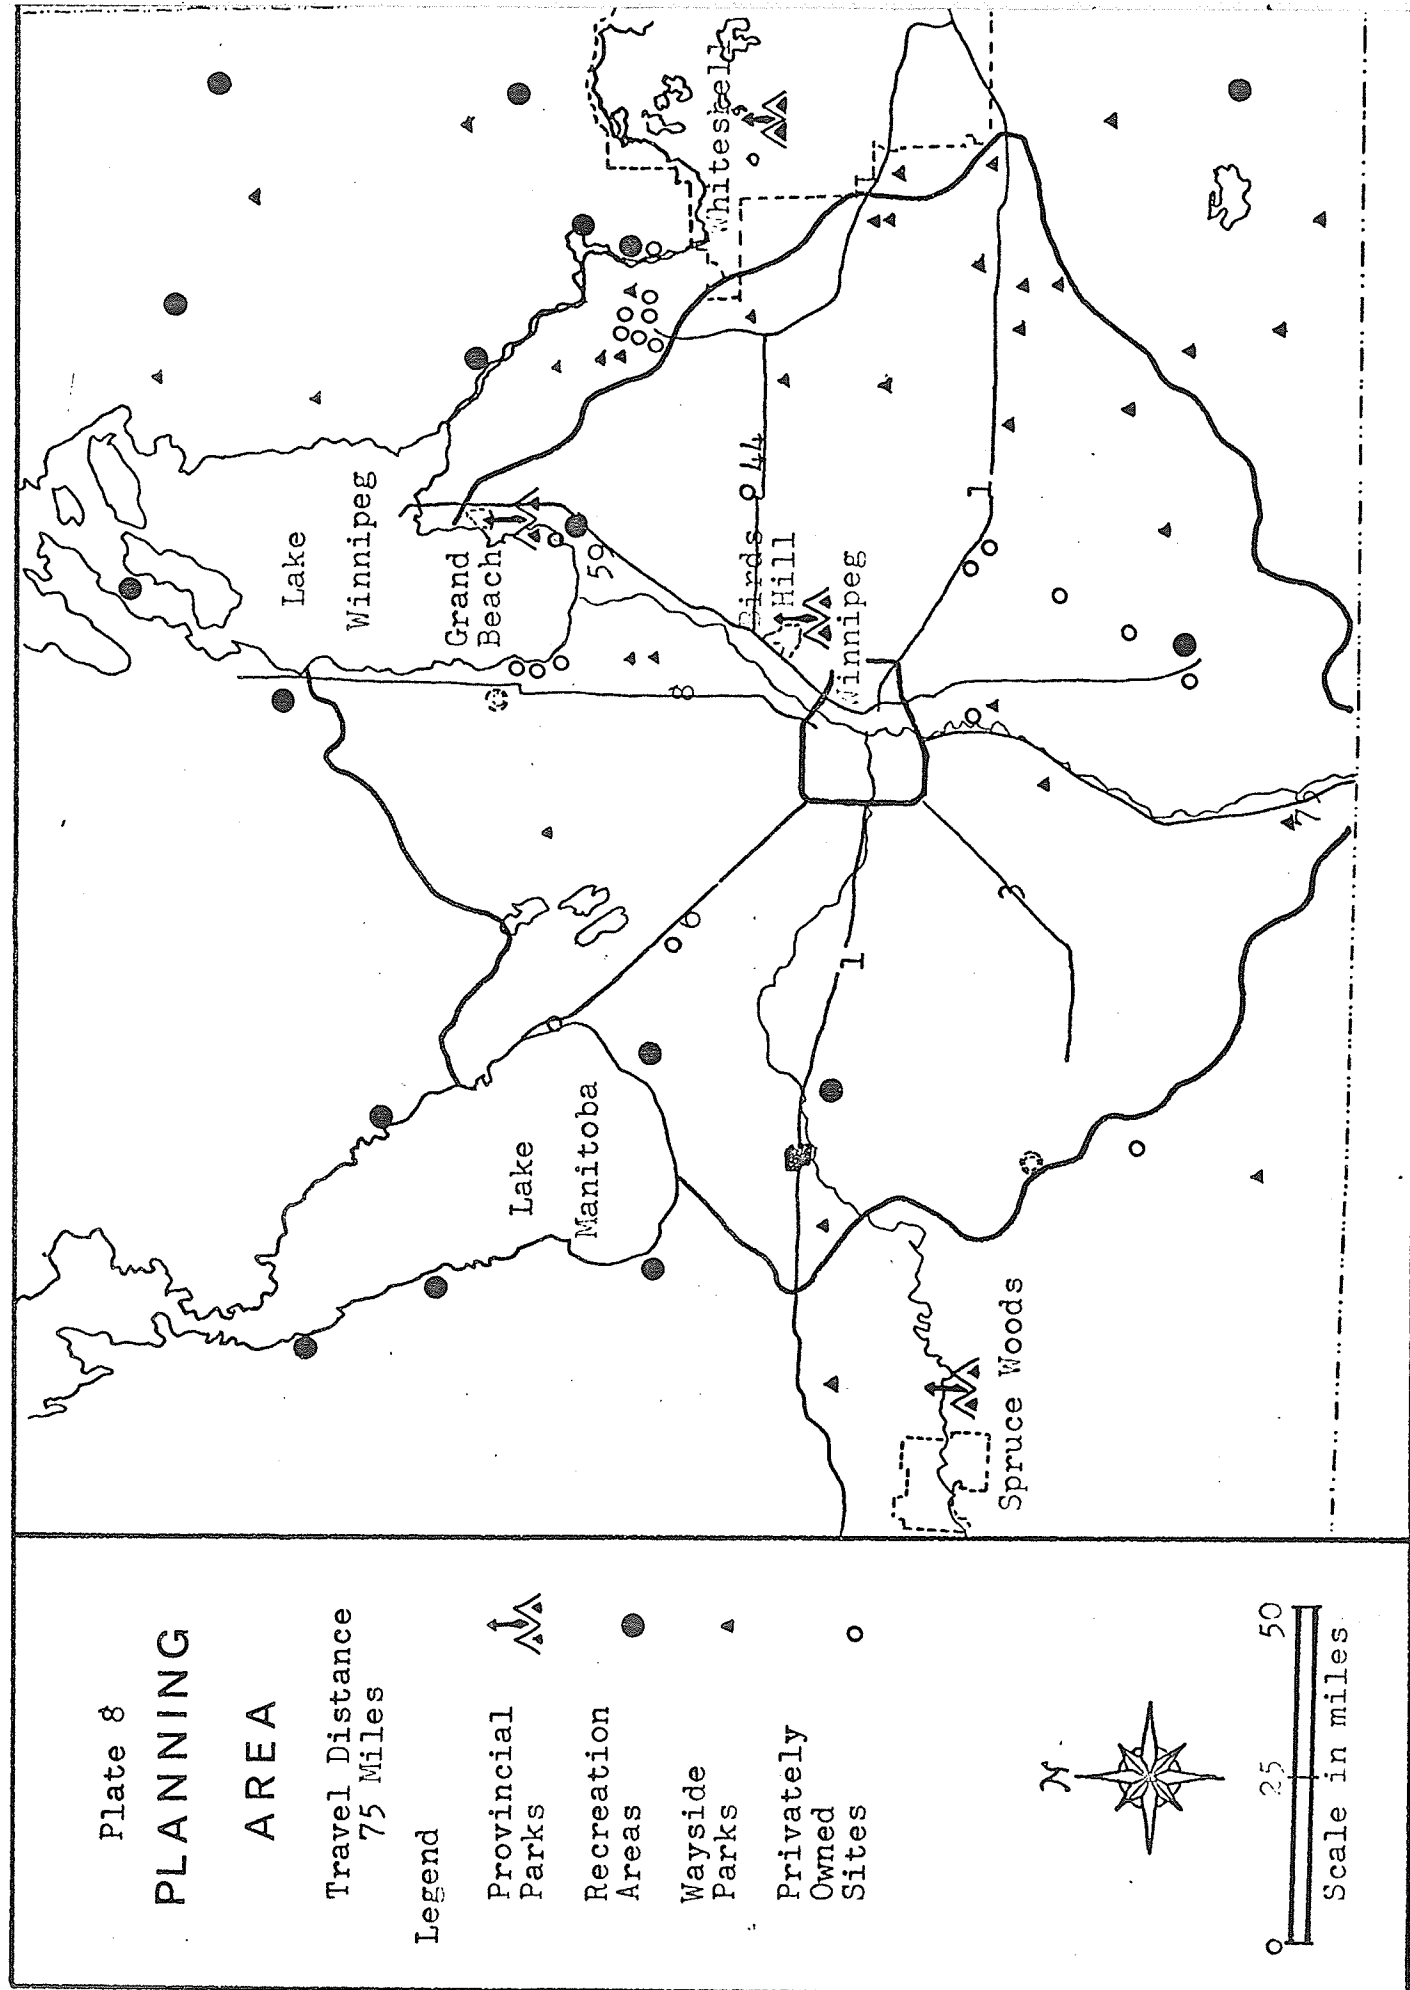 Plate 8
PLANNING
AREA
Travel Distance
75 Miles
Legend
Provincial
Parks
Recreation
Areas
Wayside
Parks
Privately
Owned
Sites
N
0 25 50
Scale in miles
Lake
Winnipeg
Grand
Beach
59
8
6
Lake
Manitoba
Whiteshell
44
Birds
Hill
Winnipeg
1
1
3
75
Spruce Woods